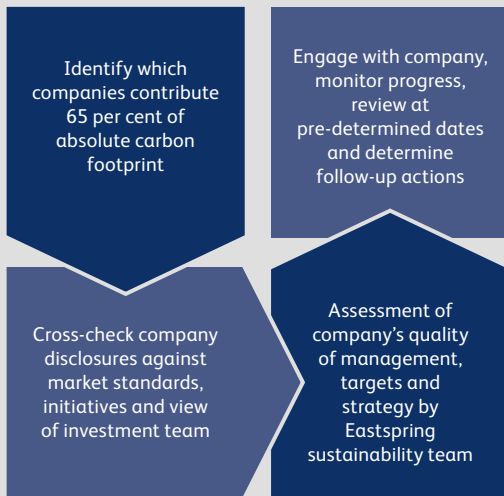 Identify which
companies contribute
65 per cent of
absolute carbon
footprint
Cross-check company
disclosures against
market standards,
initiatives and view
of investment team
Assessment of
company’s quality
of management,
targets and
strategy by
Eastspring
sustainability team
Engage with company,
monitor progress,
review at
pre-determined dates
and determine
follow-up actions